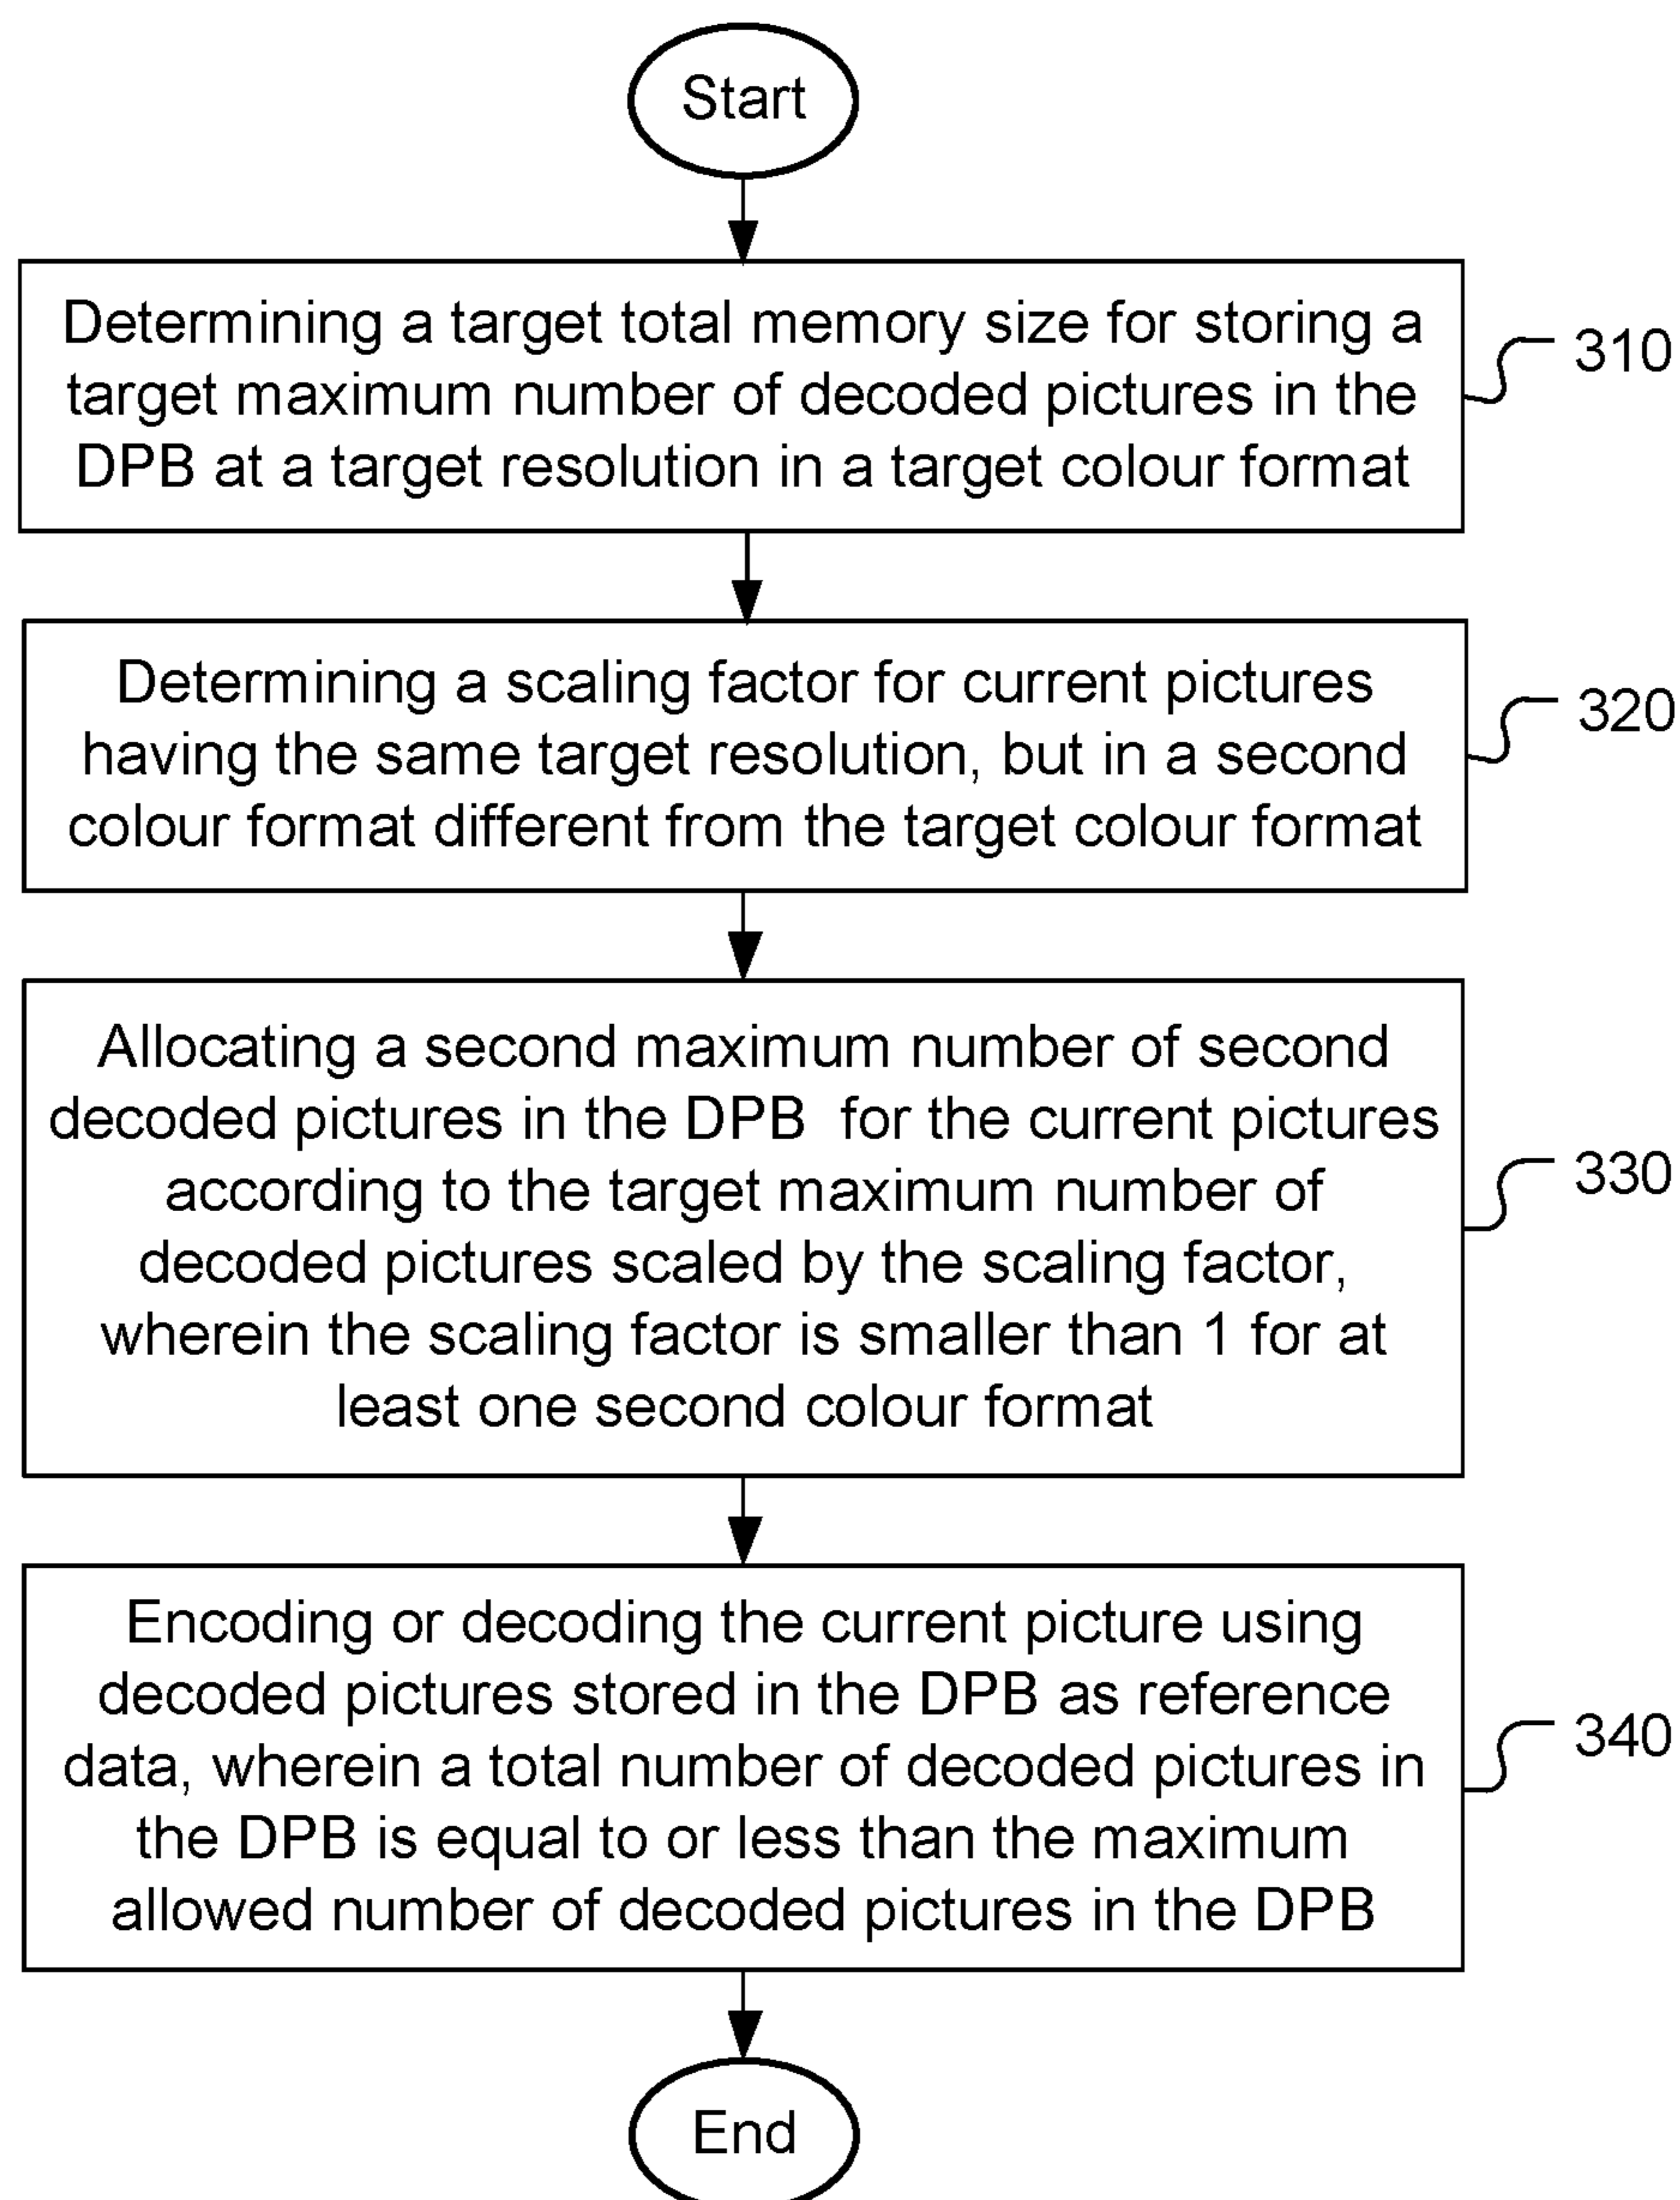 Start
Determining a target total memory size for storing a
target maximum number of decoded pictures in the
DPB at a target resolution in a target colour format
310
Determining a scaling factor for current pictures
having the same target resolution, but in a second
colour format different from the target colour format
320
Allocating a second maximum number of second
decoded pictures in the DPB for the current pictures
according to the target maximum number of
decoded pictures scaled by the scaling factor,
wherein the scaling factor is smaller than 1 for at
least one second colour format
330
Encoding or decoding the current picture using
decoded pictures stored in the DPB as reference
data, wherein a total number of decoded pictures in
the DPB is equal to or less than the maximum
allowed number of decoded pictures in the DPB
340
End